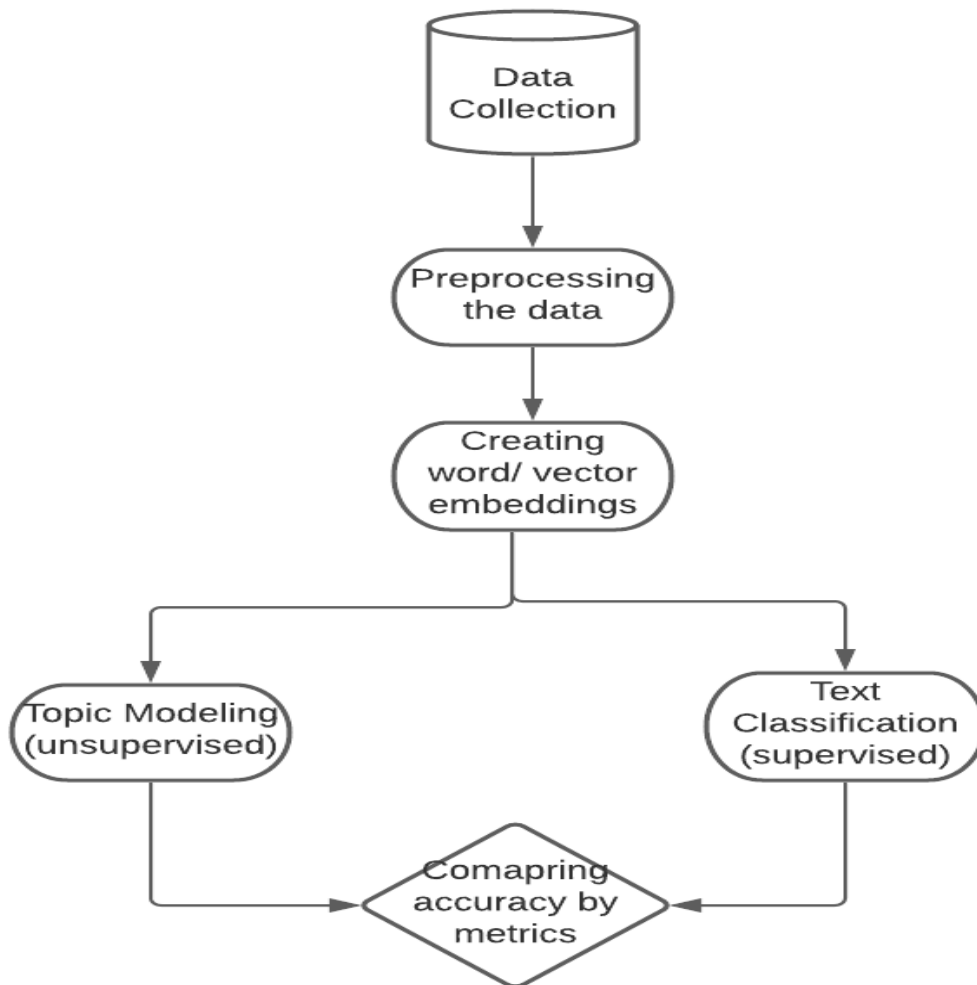 Data
Collection
Preprocessing
the data
Creating
word/ vector
embeddings
Topic Modeling
(unsupervised)
Text
Classification
(supervised)
Comapring
accuracy by
metrics